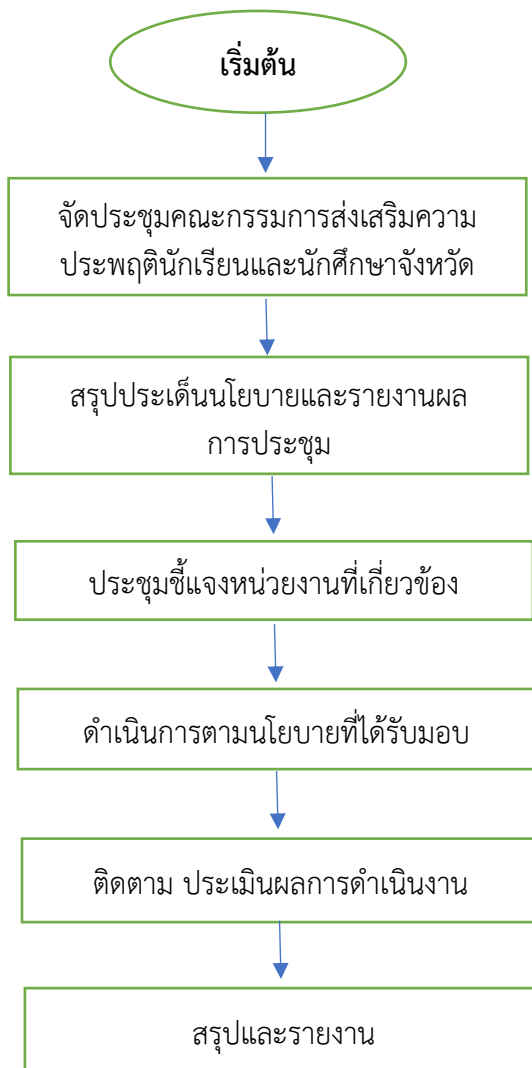 เริ่มต้น
จัดประชุมคณะกรรมการส่งเสริมความ
ประพฤตินักเรียนและนักศึกษาจังหวัด
สรุปประเด็นนโยบายและรายงานผล
การประชุม
ประชุมชี้แจงหน่วยงานที่เกี่ยวข้อง
ดำเนินการตามนโยบายที่ได้รับมอบ
ติดตาม ประเมินผลการดำเนินงาน
สรุปและรายงาน